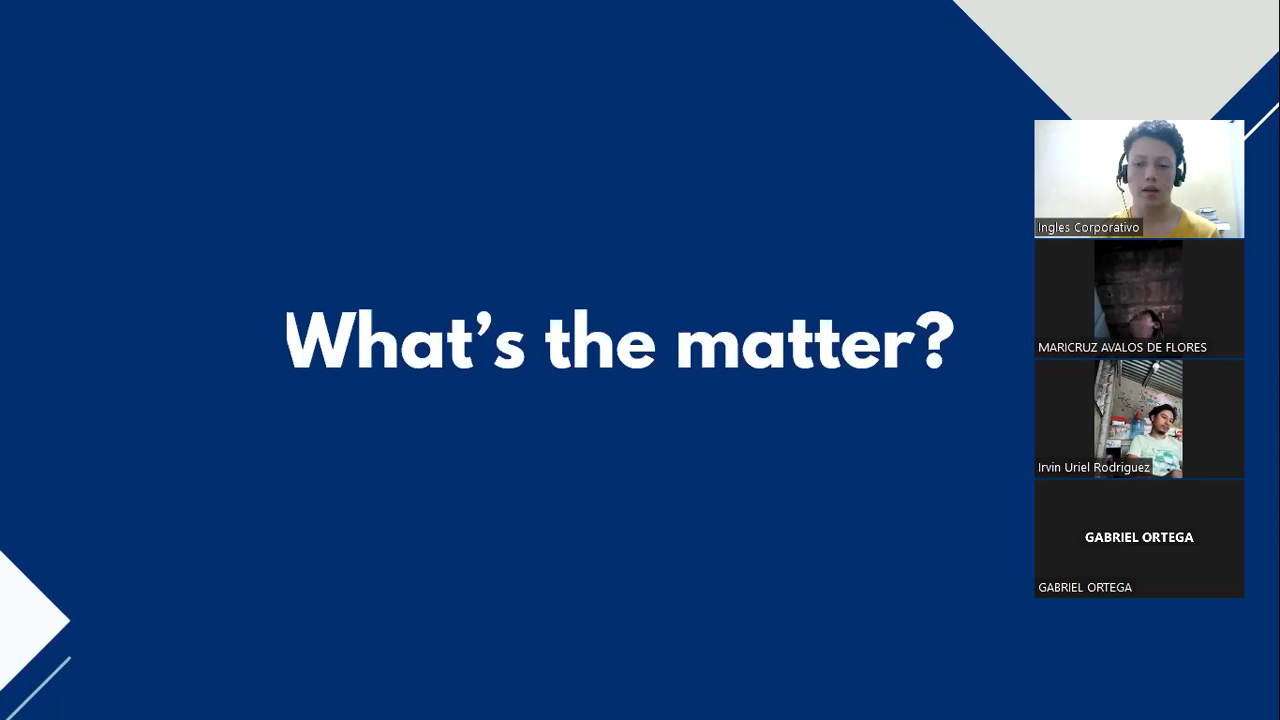 What's the matter?
Ingles Corporativo
MARICRUZ AVALOS DE FLORES
Irvin Uriel Rodriguez
GABRIEL ORTEGA
GABRIEL ORTEGA